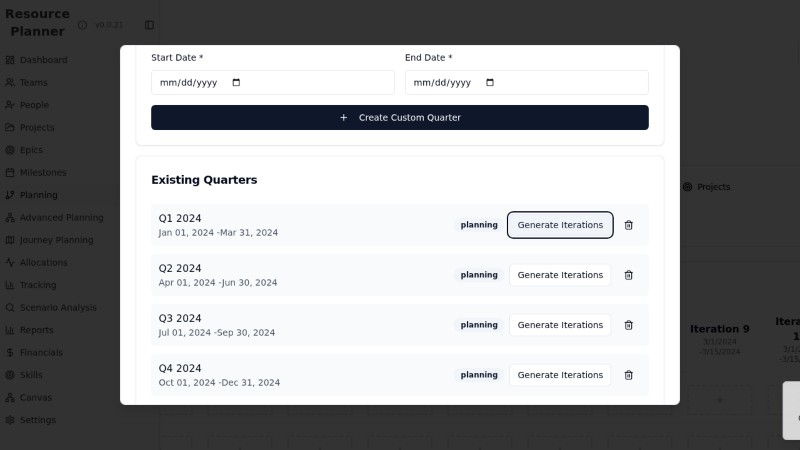 Resource
Planner
v0.0.21
Dashboard
Teams
People
Projects
Epics
Milestones
Planning
Advanced Planning
Journey Planning
Allocations
Tracking
Scenario Analysis
Reports
Financials
Skills
Canvas
Settings
Start Date *
End Date *
mm/dd/yyyy
mm/dd/yyyy
+ Create Custom Quarter
Existing Quarters
Q1 2024
Jan 01, 2024 -Mar 31, 2024
planning
Generate Iterations
Q2 2024
Apr 01, 2024 -Jun 30, 2024
planning
Generate Iterations
Q3 2024
Jul 01, 2024 -Sep 30, 2024
planning
Generate Iterations
Q4 2024
Oct 01, 2024 -Dec 31, 2024
planning
Generate Iterations
Projects
Iteration 9
3/1/2024
-3/15/2024